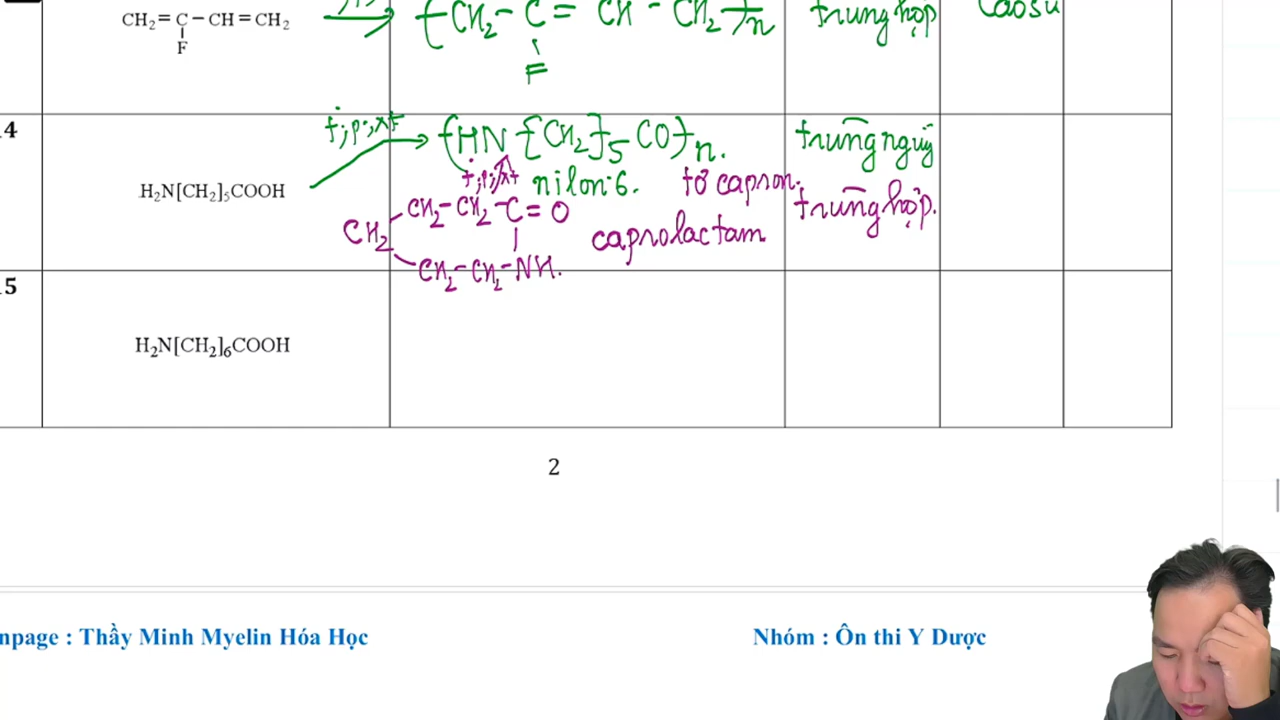 CH₂=C−CH=CH₂
F
{CH₂−C=CH−CH₂}n
F
trùng hợp
Cao su
4
H₂N[CH₂]₅COOH
t°,p,xt
{HN{CH₂}₅CO}n.
nilon-6.
tơ capron.
trùng ngưng
t°,p,xt
CH₂
CH₂−CH₂−C=O
CH₂−CH₂−NH.
caprolactam
trùng hợp.
5
H₂N[CH₂]₆COOH
2
npage : Thầy Minh Myelin Hóa Học
Nhóm : Ôn thi Y Dược